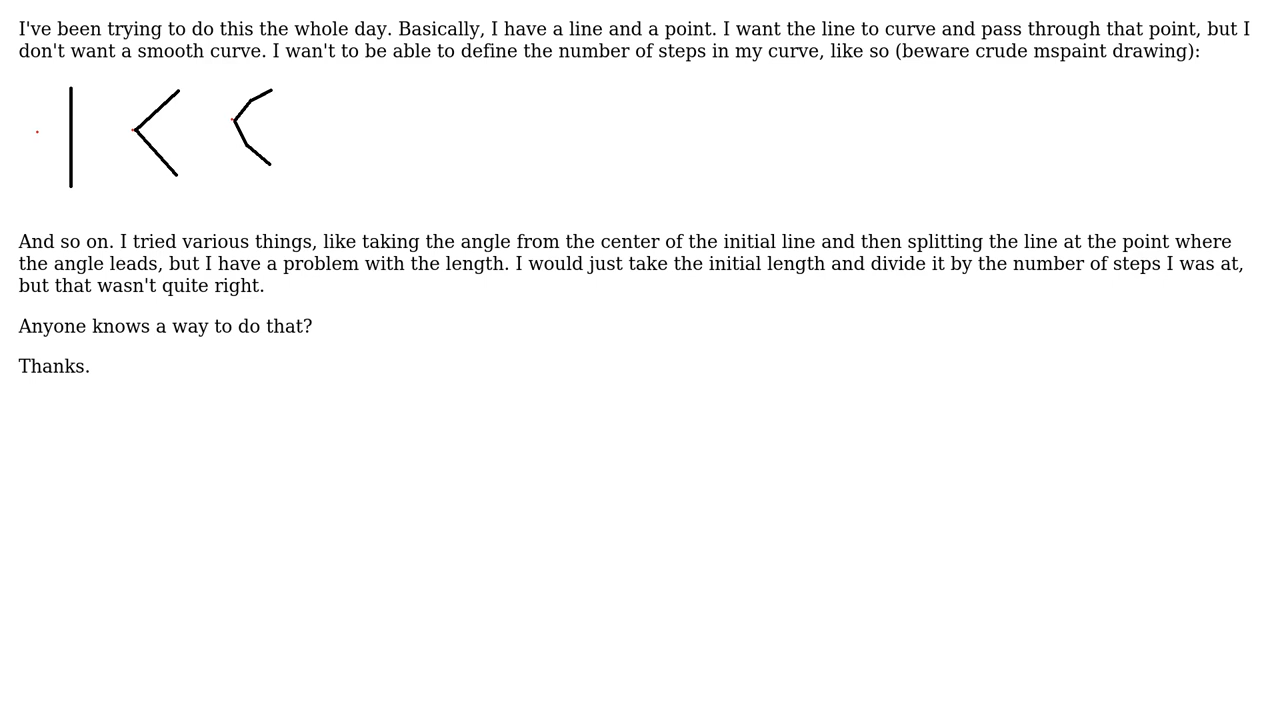 I've been trying to do this the whole day. Basically, I have a line and a point. I want the line to curve and pass through that point, but I
don't want a smooth curve. I wan't to be able to define the number of steps in my curve, like so (beware crude mspaint drawing):
And so on. I tried various things, like taking the angle from the center of the initial line and then splitting the line at the point where
the angle leads, but I have a problem with the length. I would just take the initial length and divide it by the number of steps I was at,
but that wasn't quite right.
Anyone knows a way to do that?
Thanks.